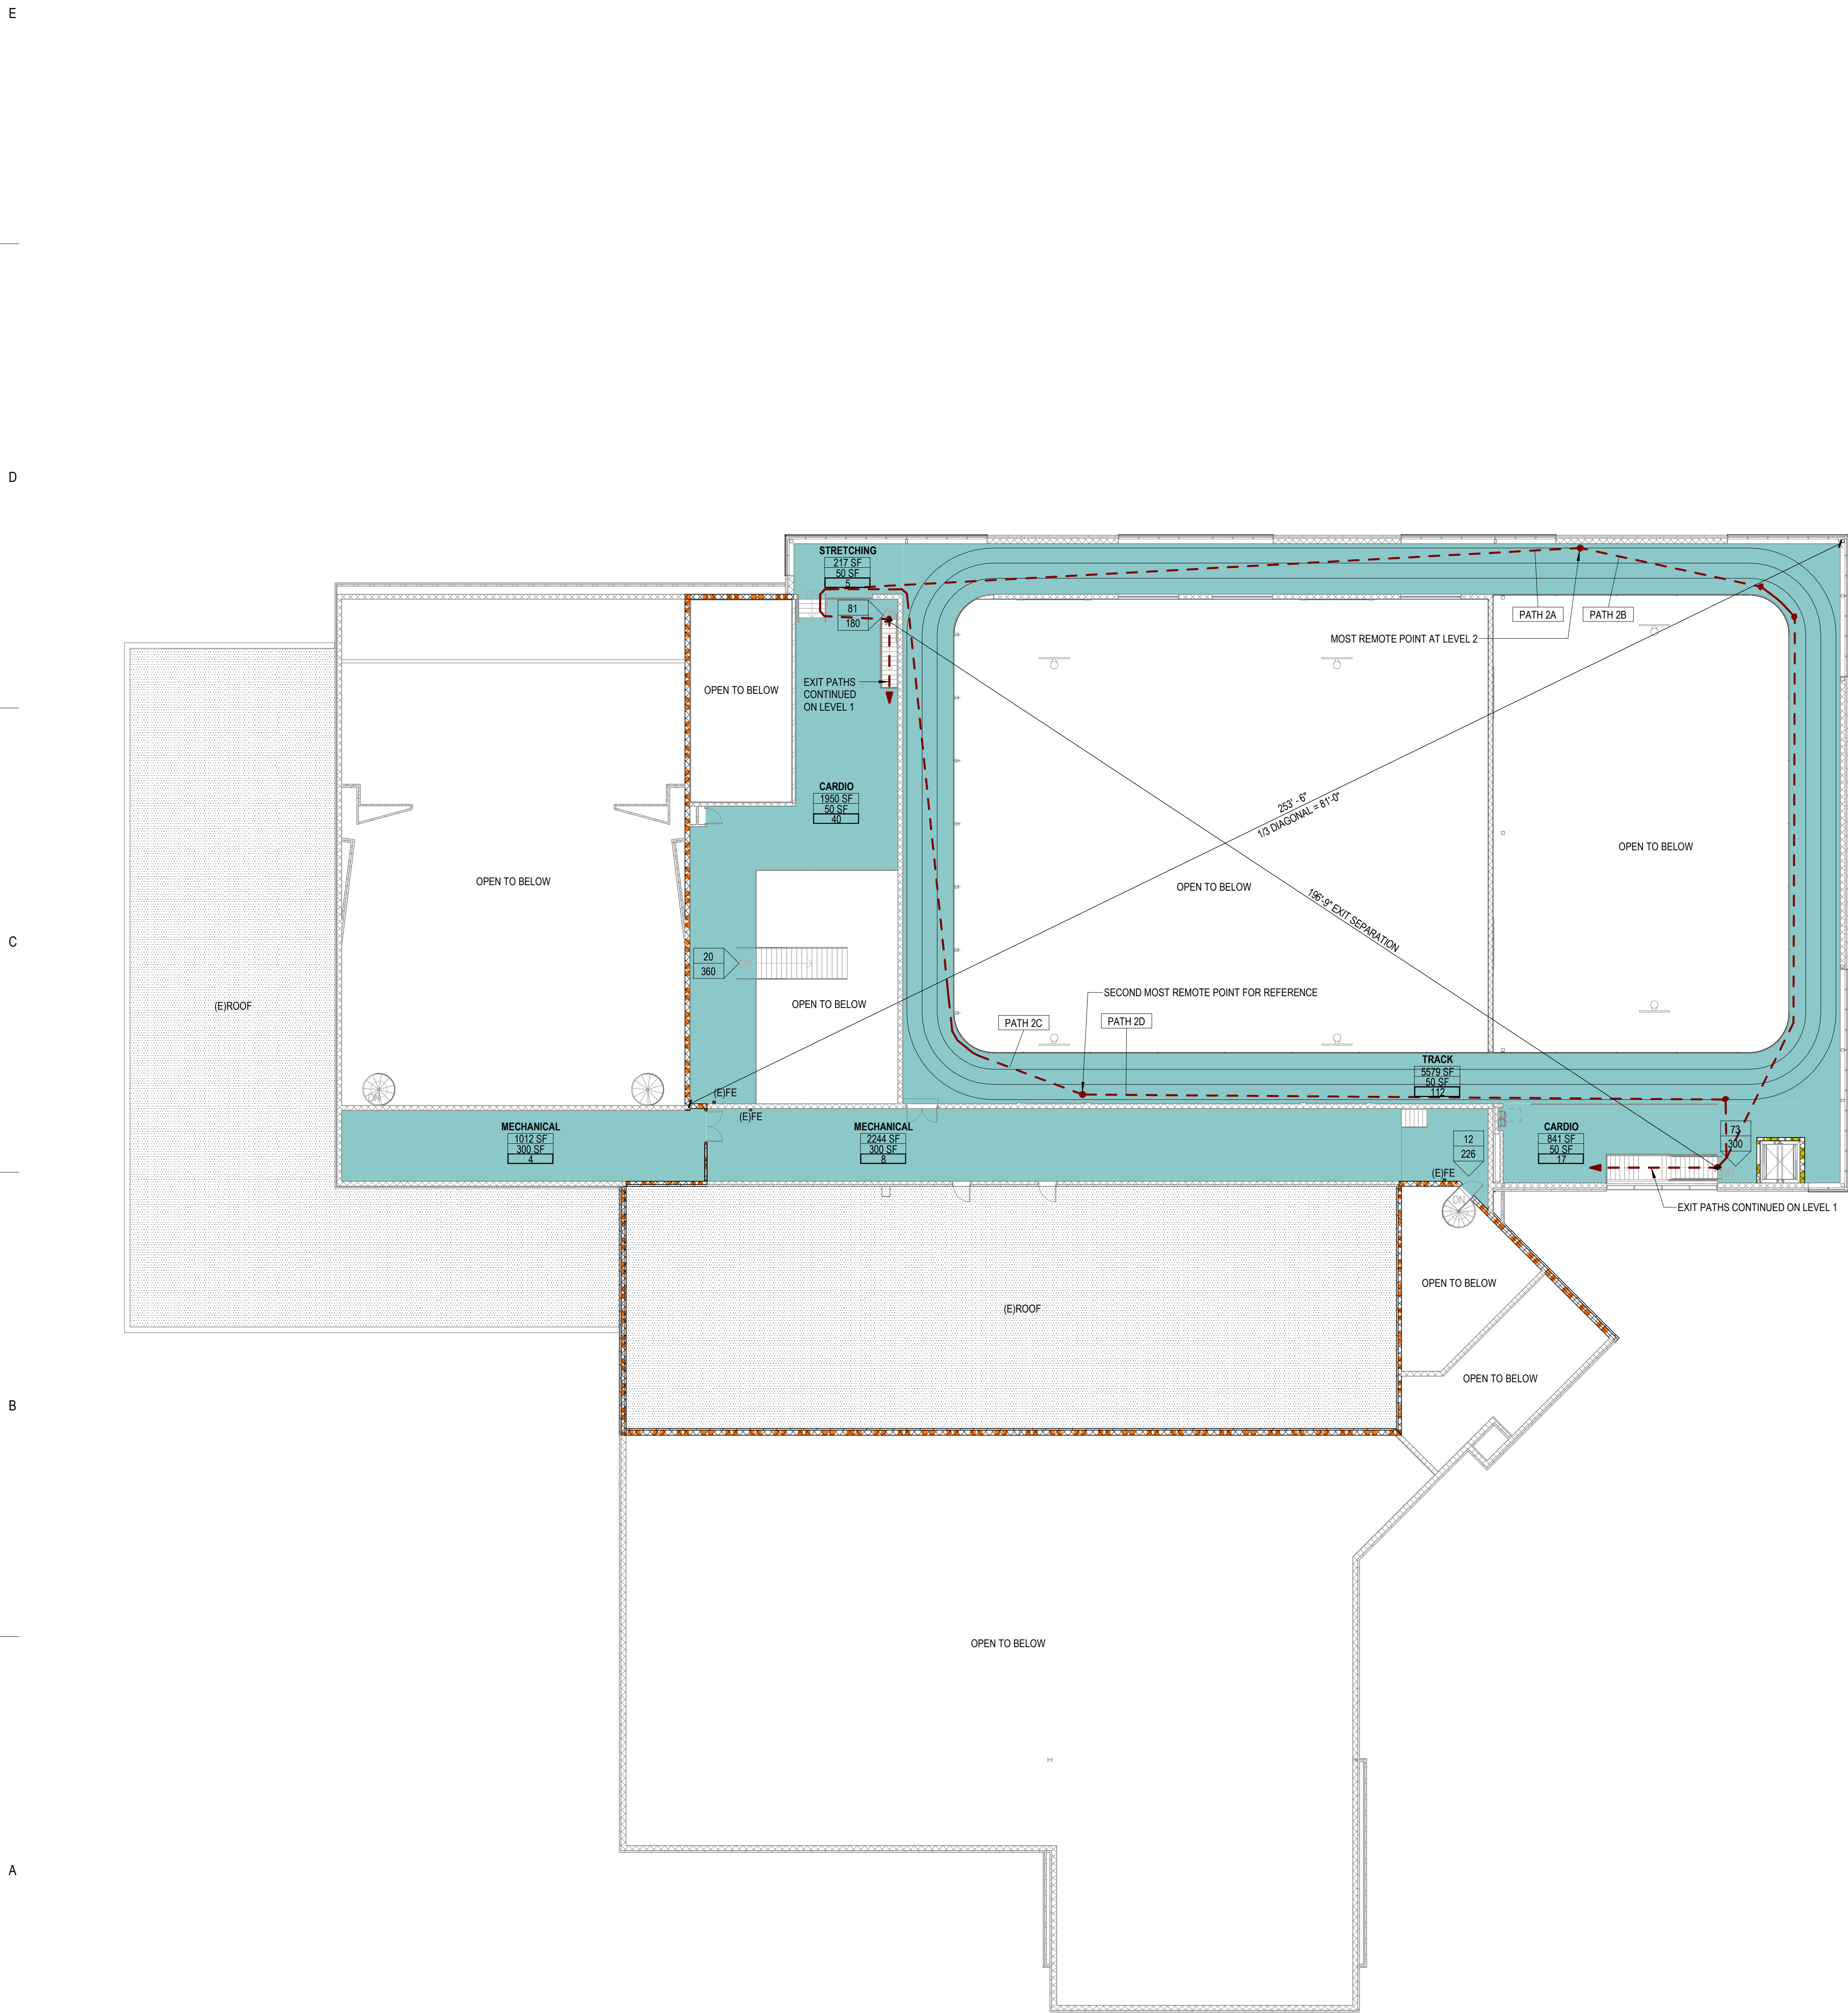 E
D
C
B
A
STRETCHING
217 SF
50 SF
5
81
180
EXIT PATHS
CONTINUED
ON LEVEL 1
OPEN TO BELOW
PATH 2A
PATH 2B
MOST REMOTE POINT AT LEVEL 2
CARDIO
1950 SF
50 SF
40
253' - 6"
1/3 DIAGONAL = 81'-0"
OPEN TO BELOW
OPEN TO BELOW
OPEN TO BELOW
196'-9" EXIT SEPARATION
20
360
DN
OPEN TO BELOW
(E)ROOF
SECOND MOST REMOTE POINT FOR REFERENCE
PATH 2C
PATH 2D
DN
(E)FE
(E)FE
TRACK
5579 SF
50 SF
112
MECHANICAL
1012 SF
300 SF
4
MECHANICAL
2244 SF
300 SF
8
12
226
(E)FE
DN
CARDIO
841 SF
50 SF
17
73
300
EXIT PATHS CONTINUED ON LEVEL 1
OPEN TO BELOW
(E)ROOF
OPEN TO BELOW
OPEN TO BELOW